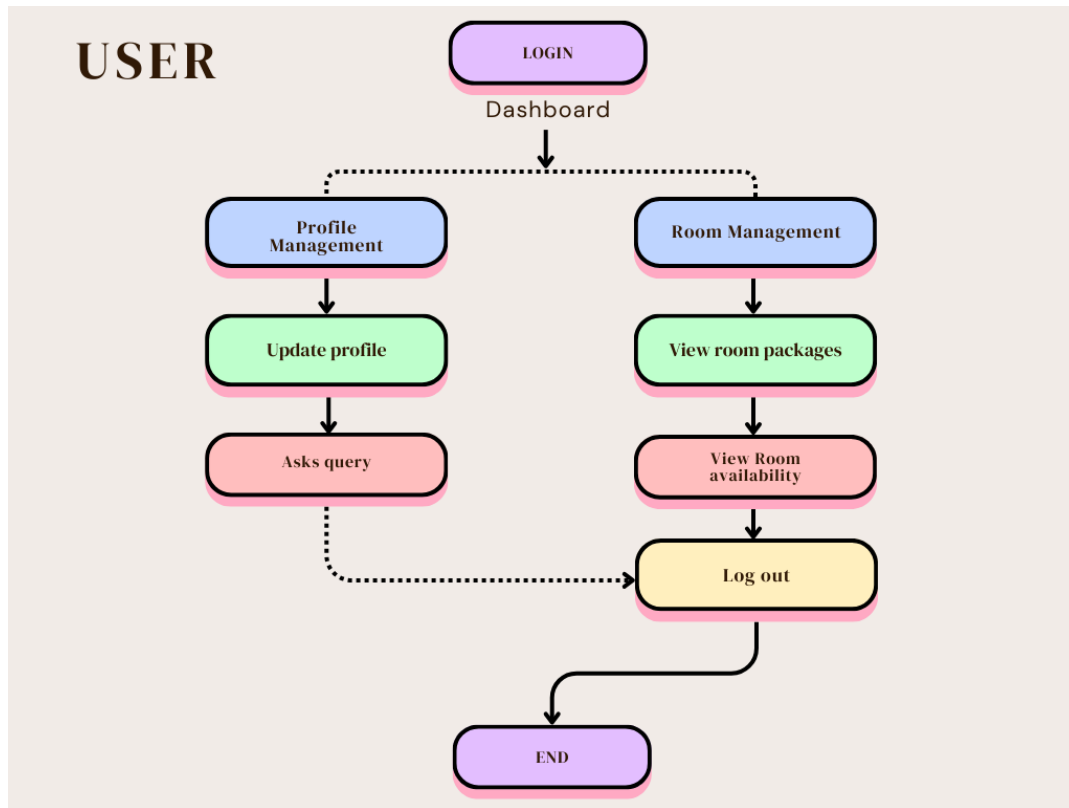 USER
LOGIN
Dashboard
Profile
Management
Room Management
Update profile
View room packages
Asks query
View Room
availability
Log out
END